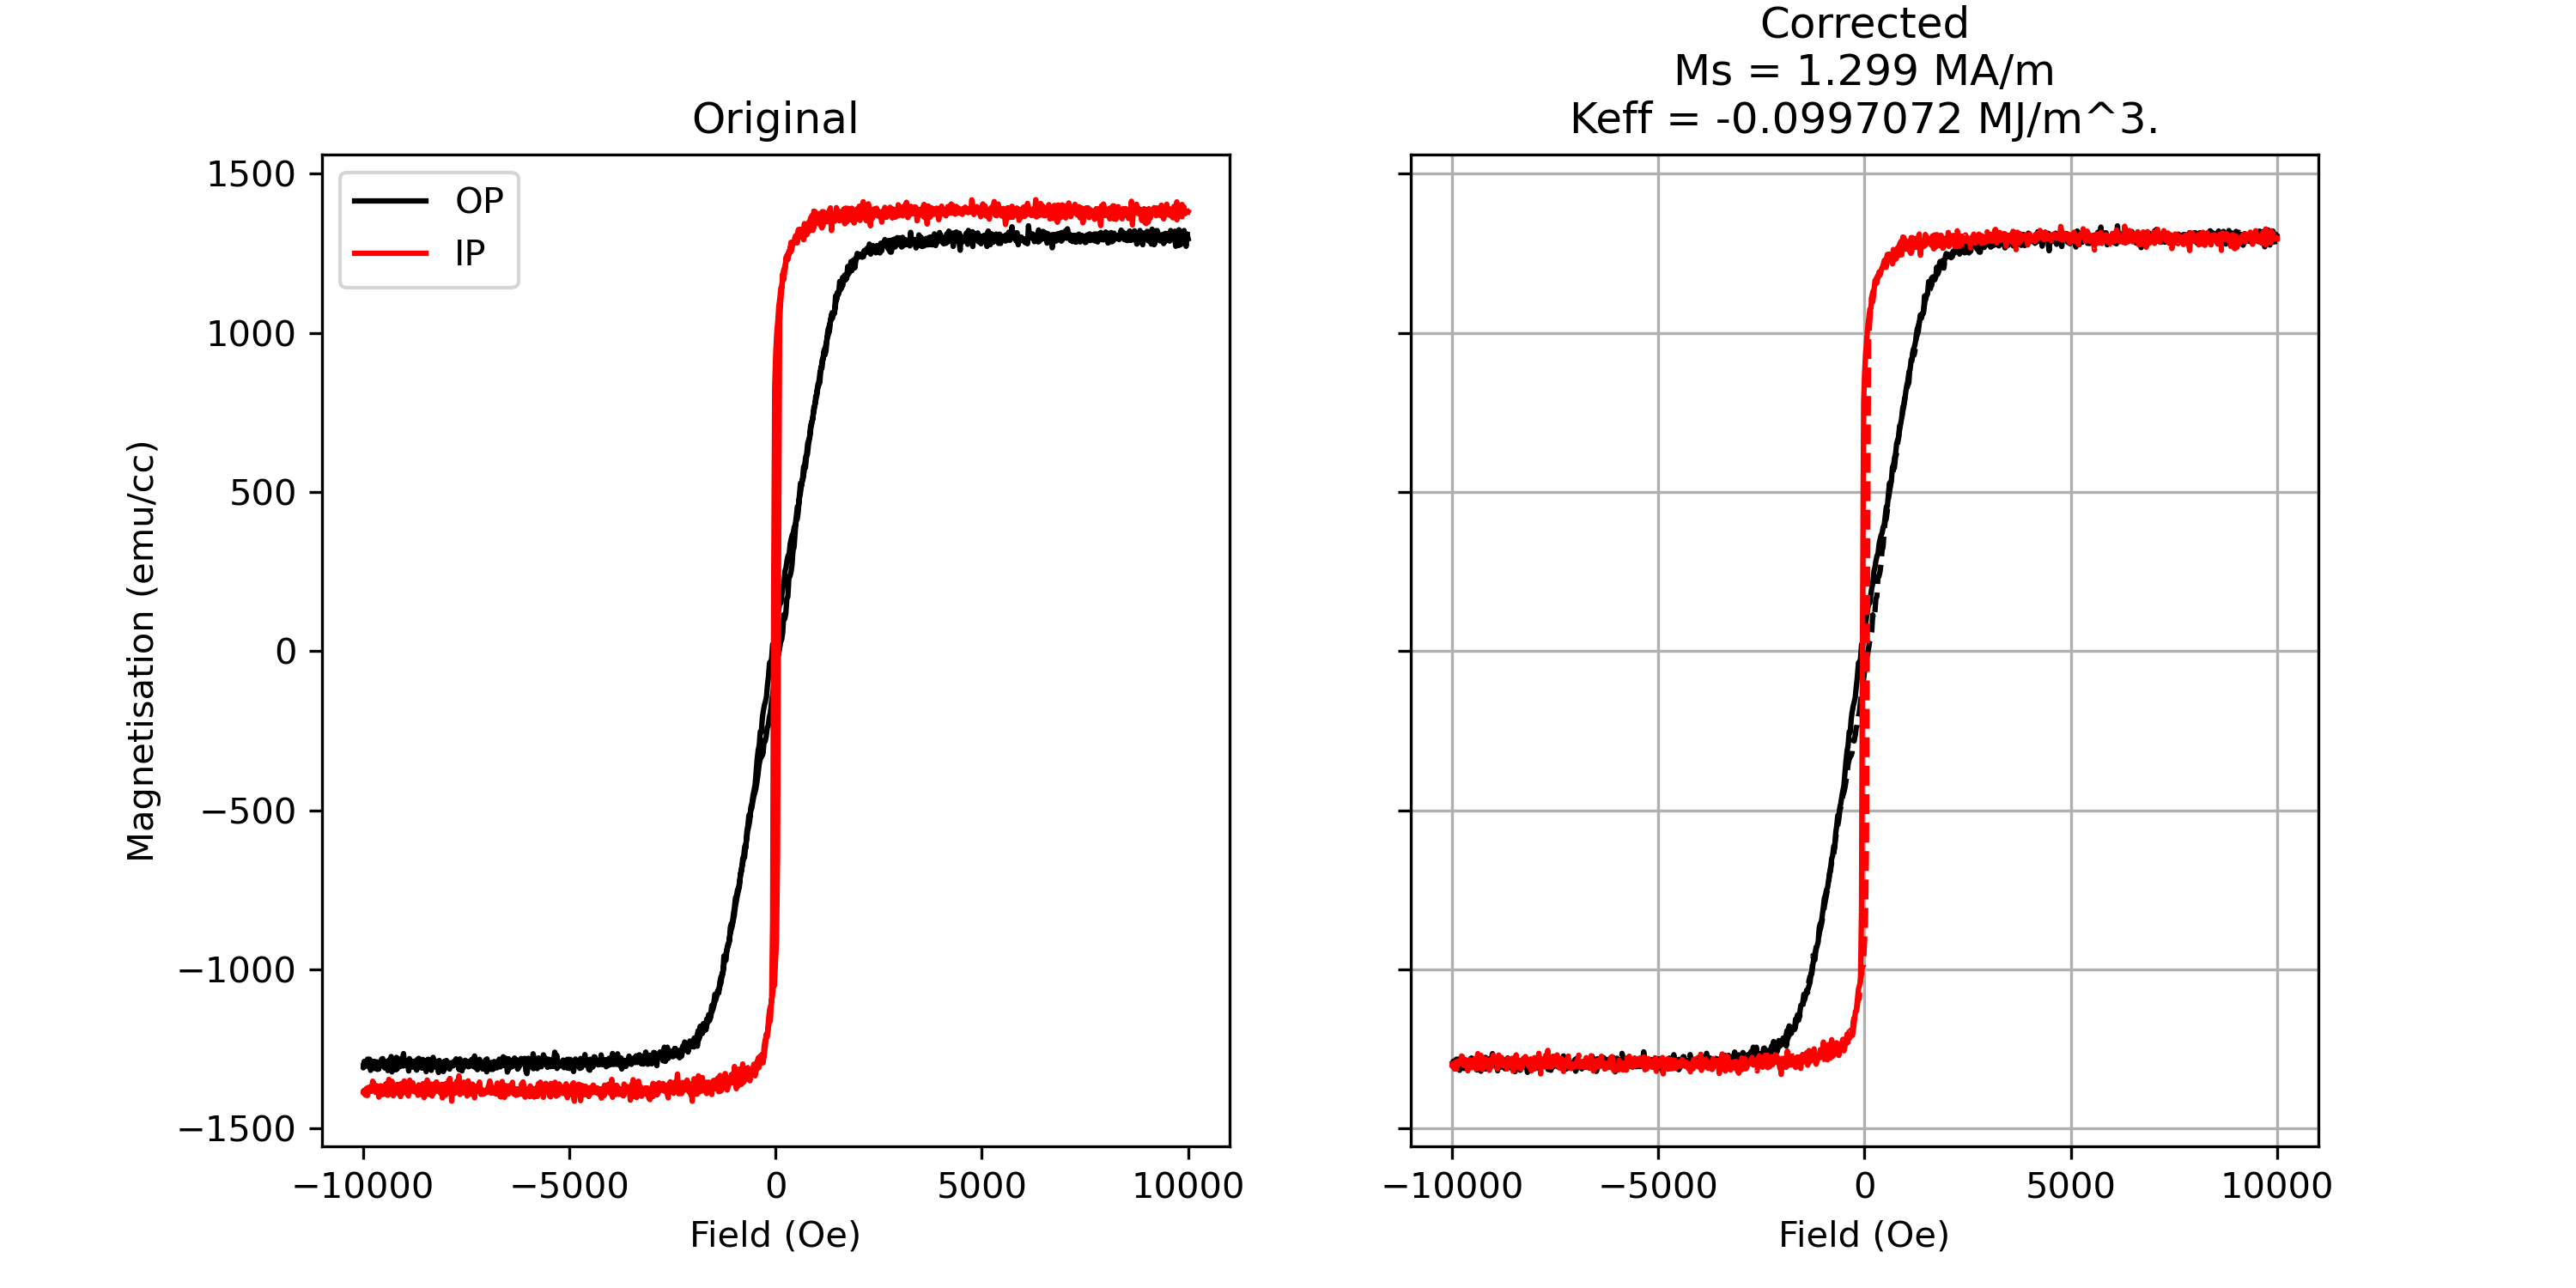 Original
OP
IP
1500
1000
500
0
−500
−1000
−1500
Magnetisation (emu/cc)
−10000
−5000
0
5000
10000
Field (Oe)
Corrected
Ms = 1.299 MA/m
Keff = -0.0997072 MJ/m^3.
−10000
−5000
0
5000
10000
Field (Oe)